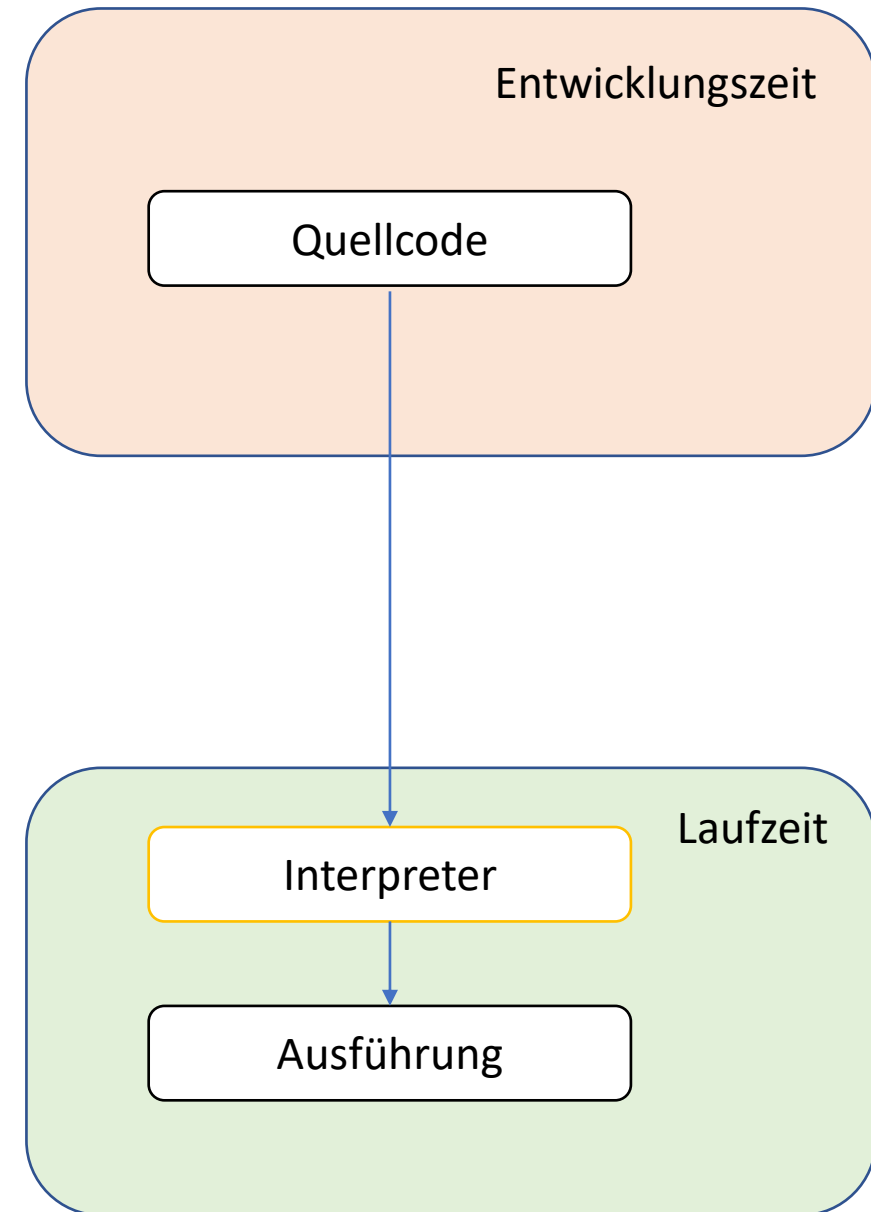 Entwicklungszeit
Quellcode
Laufzeit
Interpreter
Ausführung